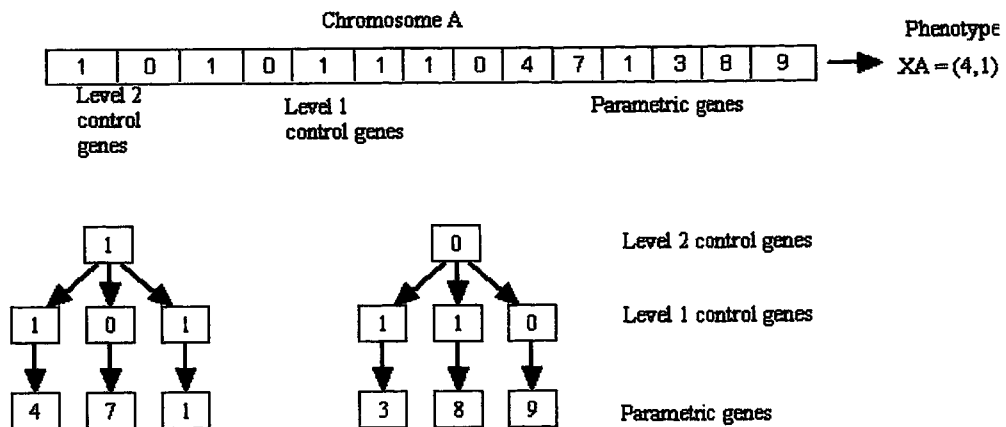 Chromosome A
Phenotype
1 0 1 0 1 1 1 0 4 7 1 3 8 9
XA = (4,1)
Level 2
control
genes
Level 1
control genes
Parametric genes
1 0 Level 2 control genes
1 0 1 1 1 0 Level 1 control genes
4 7 1 3 8 9 Parametric genes